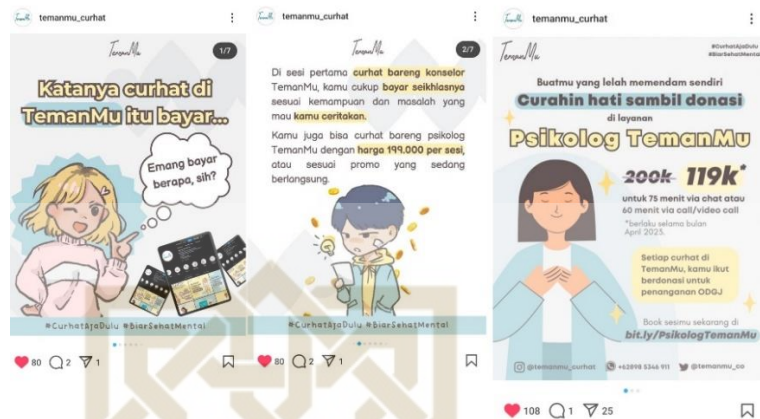 temanmu_curhat
TemanMu
1/7
Katanya curhat di
TemanMu itu bayar...
Emang bayar
berapa, sih?
#CurhatAjaDulu #BiarSehatMental
80 2 1
temanmu_curhat
TemanMu
2/7
Di sesi pertama curhat bareng konselor
TemanMu, kamu cukup bayar seikhlasnya
sesuai kemampuan dan masalah yang
mau kamu ceritakan.
Kamu juga bisa curhat bareng psikolog
TemanMu dengan harga 199.000 per sesi,
atau sesuai promo yang sedang
berlangsung.
#CurhatAjaDulu #BiarSehatMental
80 2 1
temanmu_curhat
TemanMu
#CurhatAjaDulu
#BiarSehatMental
Buatmu yang lelah memendam sendiri
Curahin hati sambil donasi
di layanan
Psikolog TemanMu
200k 119k*
untuk 75 menit via chat atau
60 menit via call/video call
*berlaku selama bulan
April 2023.
Setiap curhat di
TemanMu, kamu ikut
berdonasi untuk
penanganan ODGJ
Book sesimu sekarang di
bit.ly/PsikologTemanMu
@temanmu_curhat +62898 5346 911 @temanmu_co
108 1 25